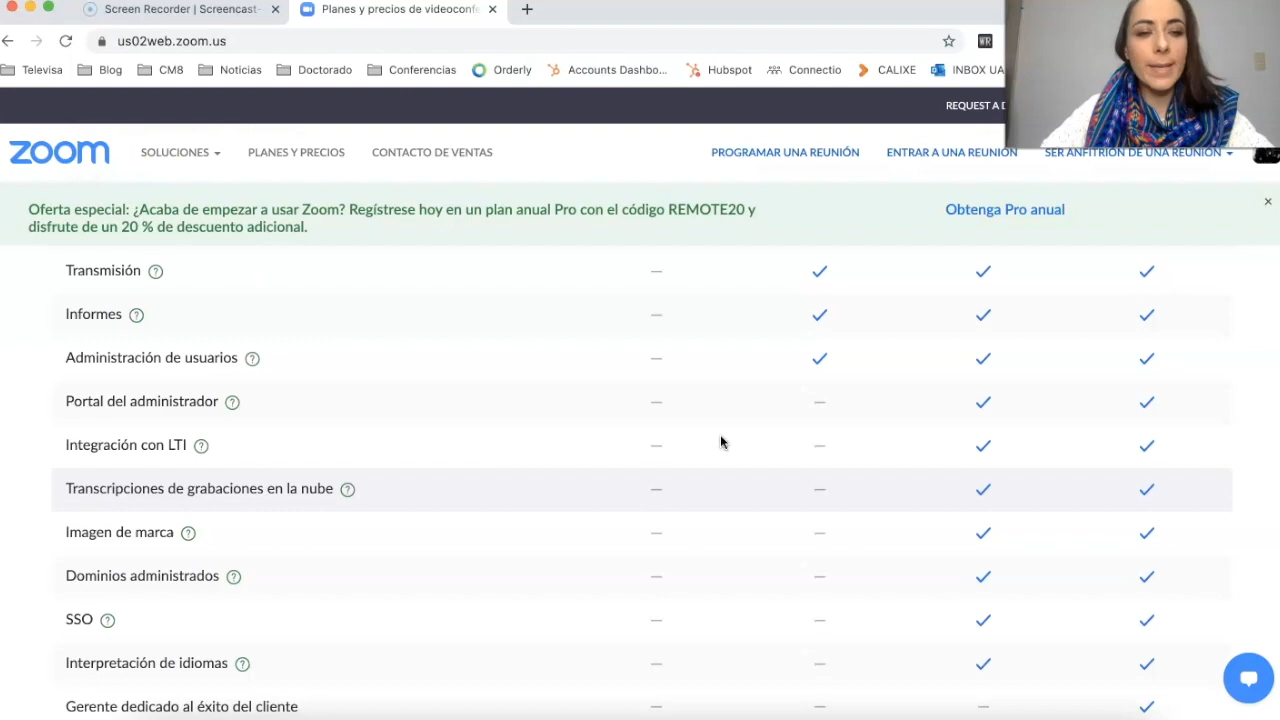 Screen Recorder | Screencast-
Planes y precios de videoconfe
us02web.zoom.us
WR
Televisa
Blog
CM8
Noticias
Doctorado
Conferencias
Orderly
Accounts Dashbo...
Hubspot
Connectio
CALIXE
INBOX UA
REQUEST A D
zoom
SOLUCIONES
PLANES Y PRECIOS
CONTACTO DE VENTAS
PROGRAMAR UNA REUNIÓN
ENTRAR A UNA REUNIÓN
SER ANFITRIÓN DE UNA REUNIÓN
Oferta especial: ¿Acaba de empezar a usar Zoom? Regístrese hoy en un plan anual Pro con el código REMOTE20 y
disfrute de un 20 % de descuento adicional.
Obtenga Pro anual
Transmisión ?
Informes ?
Administración de usuarios ?
Portal del administrador ?
Integración con LTI ?
Transcripciones de grabaciones en la nube ?
Imagen de marca ?
Dominios administrados ?
SSO ?
Interpretación de idiomas ?
Gerente dedicado al éxito del cliente